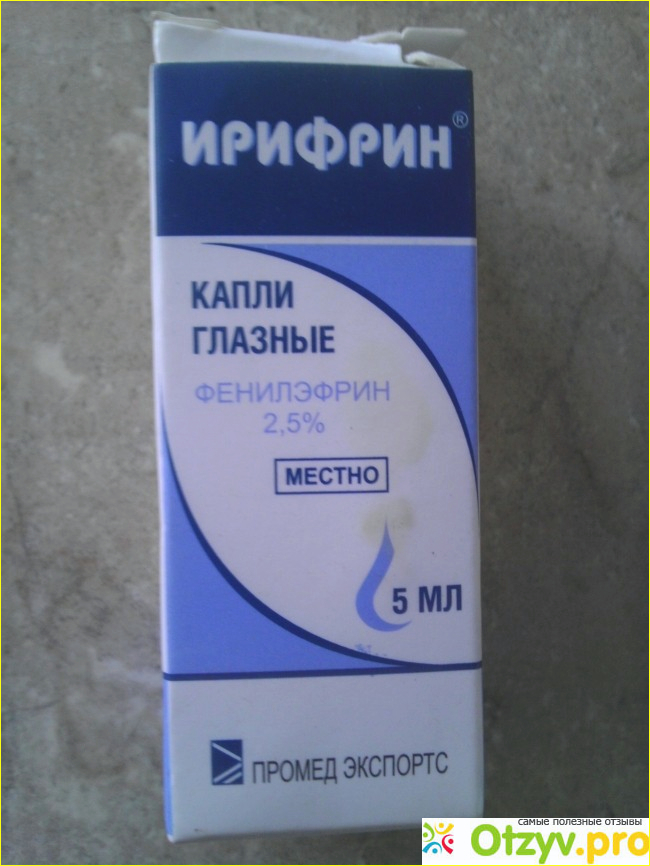 ИРИФРИН®
КАПЛИ
ГЛАЗНЫЕ
ФЕНИЛЭФРИН
2,5%
МЕСТНО
5 МЛ
ПРОМЕД ЭКСПОРТС
самые полезные отзывы
Otzyv.pro